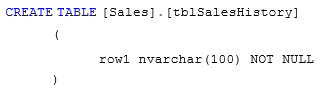 CREATE TABLE [Sales].[tblSalesHistory]
(
row1 nvarchar(100) NOT NULL
)